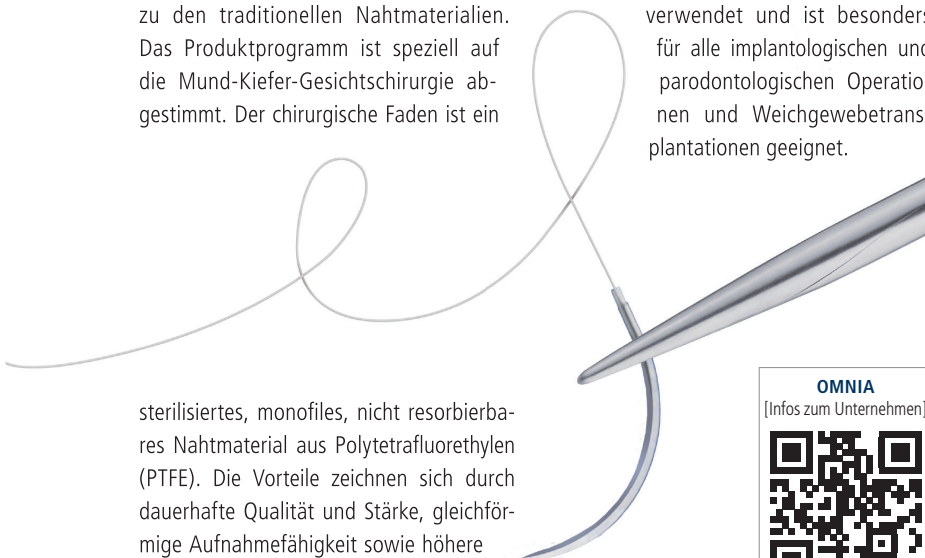 zu den traditionellen Nahtmaterialien.
Das Produktprogramm ist speziell auf
die Mund-Kiefer-Gesichtschirurgie ab-
gestimmt. Der chirurgische Faden ist ein
sterilisiertes, monofiles, nicht resorbierba-
res Nahtmaterial aus Polytetrafluorethylen
(PTFE). Die Vorteile zeichnen sich durch
dauerhafte Qualität und Stärke, gleichför-
mige Aufnahmefähigkeit sowie höhere
verwendet und ist besonders
für alle implantologischen und
parodontologischen Operatio-
nen und Weichgewebetrans-
plantationen geeignet.
OMNIA
[Infos zum Unternehmen]